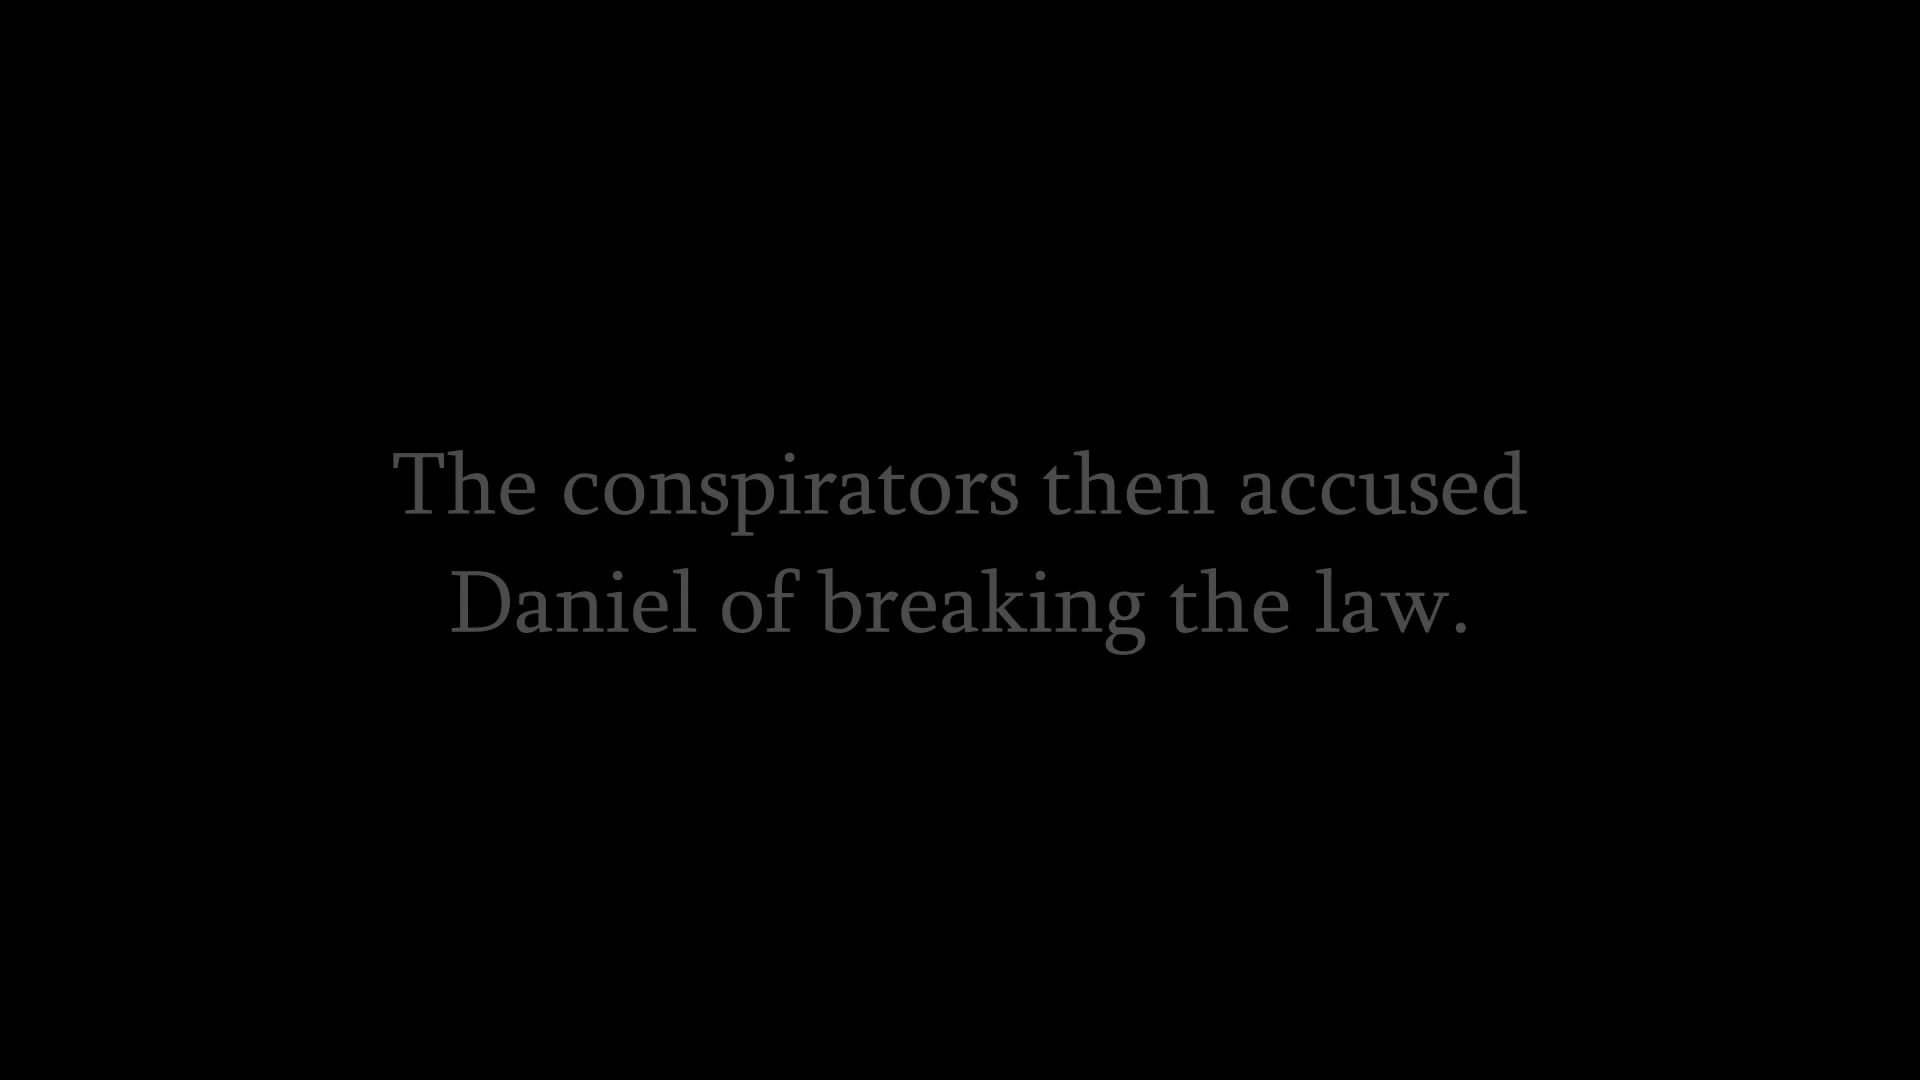 The conspirators then accused
Daniel of breaking the law.